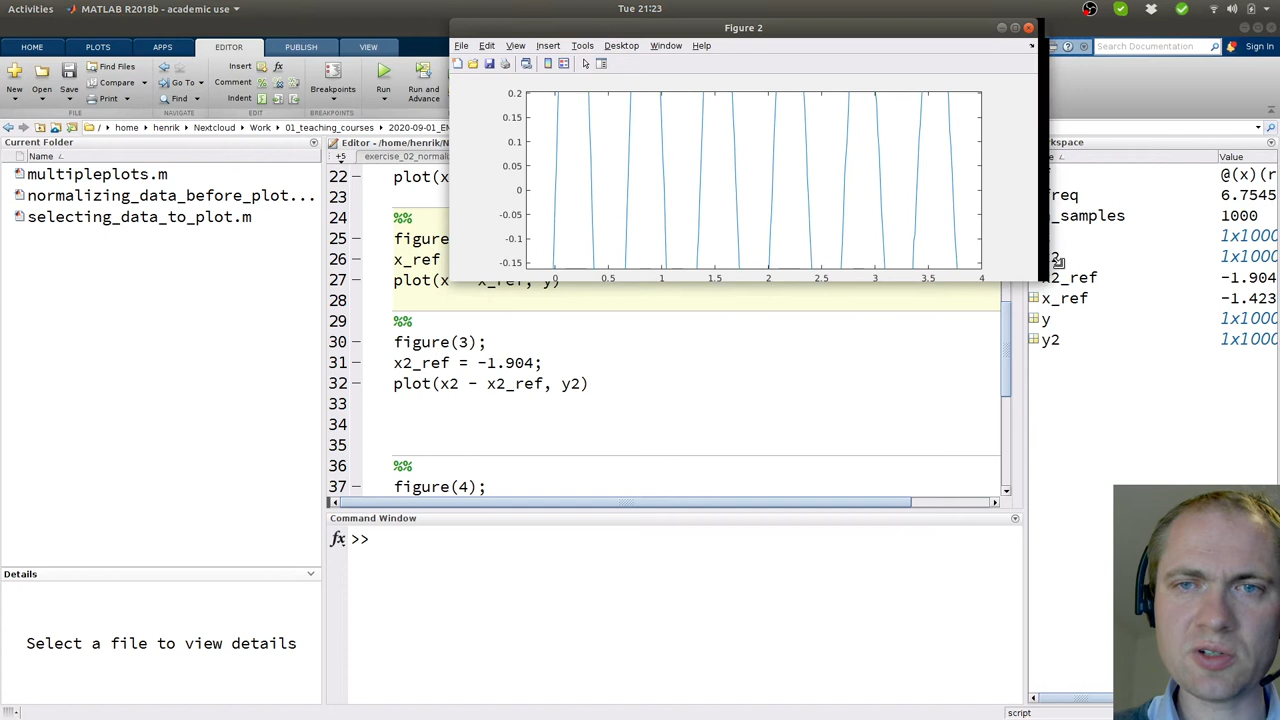 Activities
MATLAB R2018b - academic use
Tue 21:23
HOME
PLOTS
APPS
EDITOR
PUBLISH
VIEW
Search Documentation
Sign In
New
Open
Save
Find Files
Compare
Print
Go To
Find
Insert
Comment
Indent
Breakpoints
Run
Run and
Advance
FILE
NAVIGATE
EDIT
BREAKPOINTS
/ home henrik Nextcloud Work 01_teaching_courses
Figure 2
File Edit View Insert Tools Desktop Window Help
0.2
0.15
0.1
0.05
0
-0.05
-0.1
-0.15
0 0.5 1 1.5 2 2.5 3 3.5 4
Current Folder
Name
multipleplots.m
normalizing_data_before_plot...
selecting_data_to_plot.m
Details
Select a file to view details
+5
22 plot(x
23
24 %%
25 figure
26 x_ref
27 plot(x - x_ref, y)
28
29 %%
30 figure(3);
31 x2_ref = -1.904;
32 plot(x2 - x2_ref, y2)
33
34
35
36 %%
37 figure(4);
Command Window
fx >>
Value
@(x)(r
6.7545
_samples 1000
1x1000
1x1000
-1.904
x_ref -1.423
y 1x1000
y2 1x1000
script